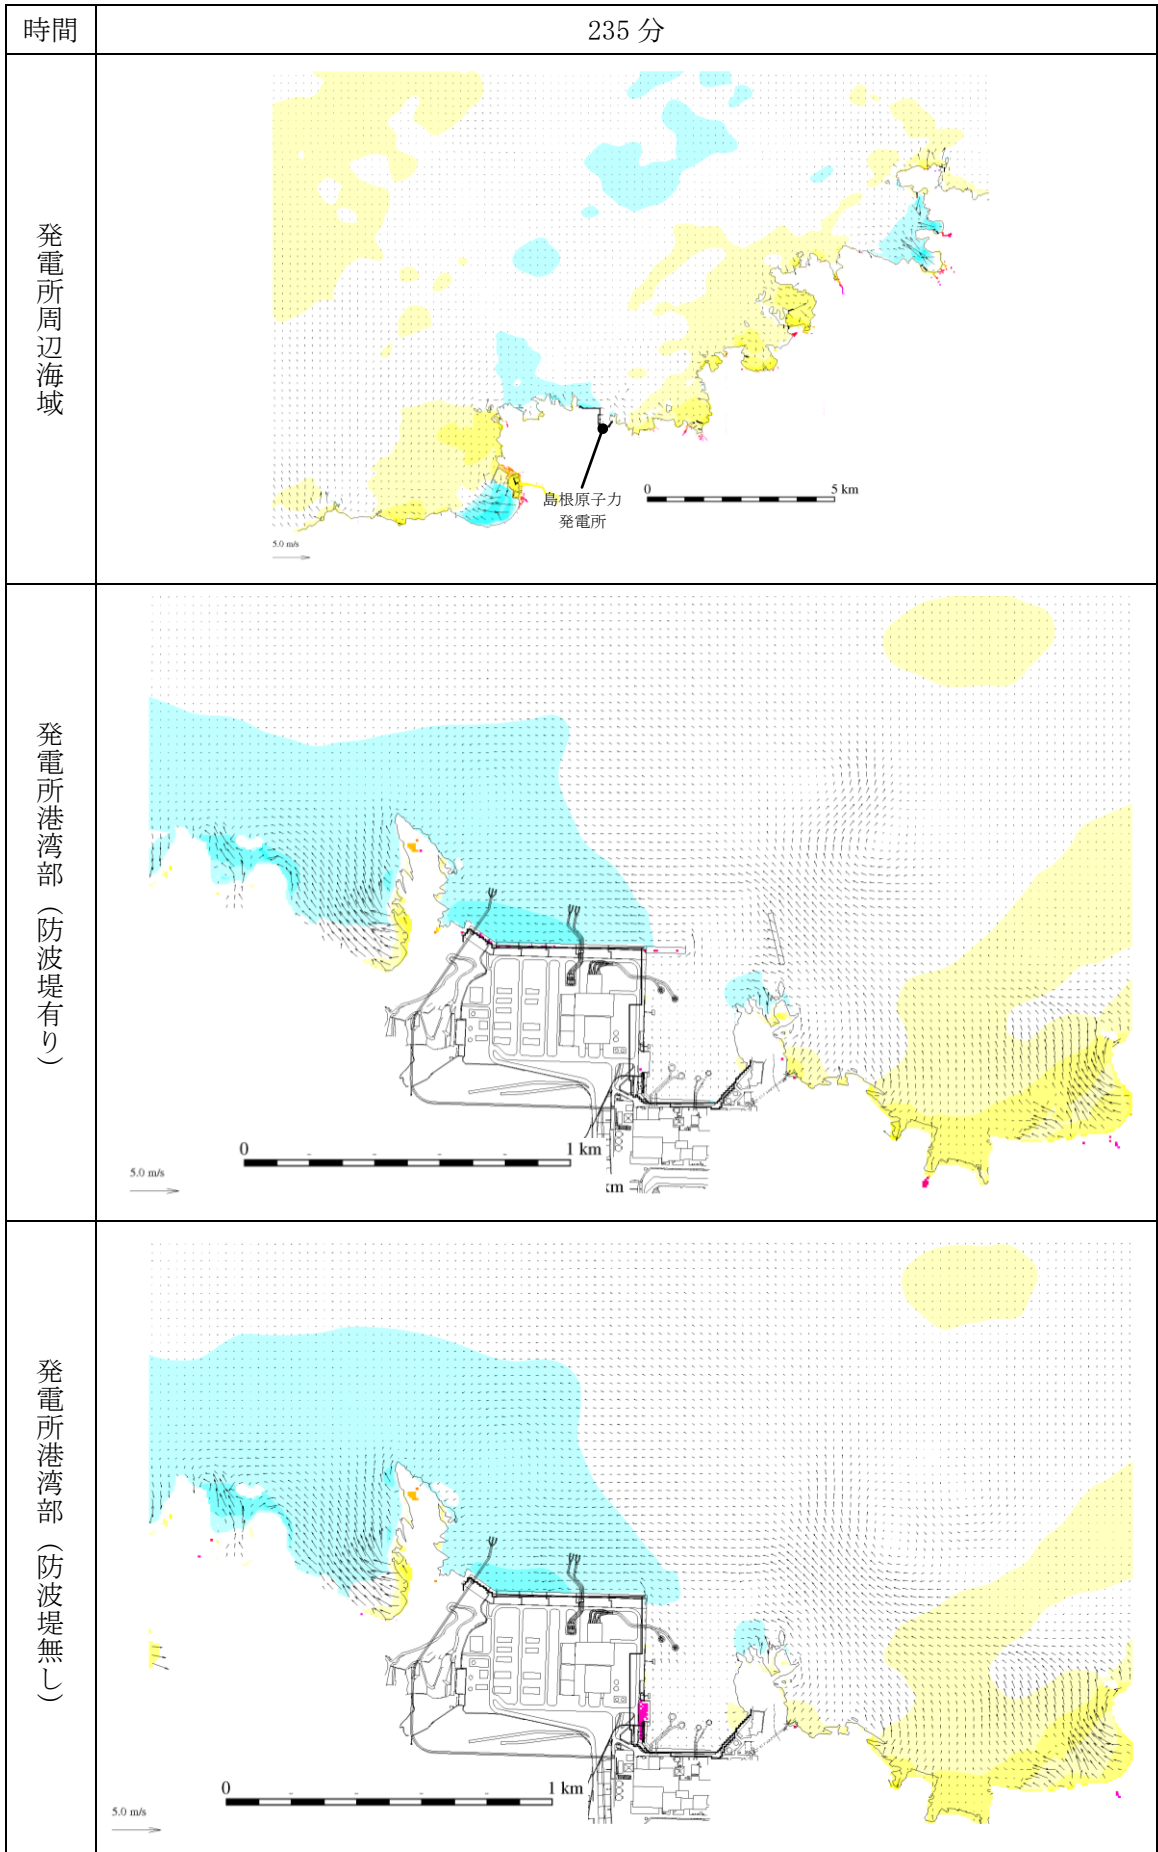 時間
235 分
発電所周辺海域
島根原子力
発電所
0
5 km
5.0 m/s
発電所港湾部（防波堤有り）
0
1 km
5.0 m/s
km
発電所港湾部（防波堤無し）
0
1 km
5.0 m/s